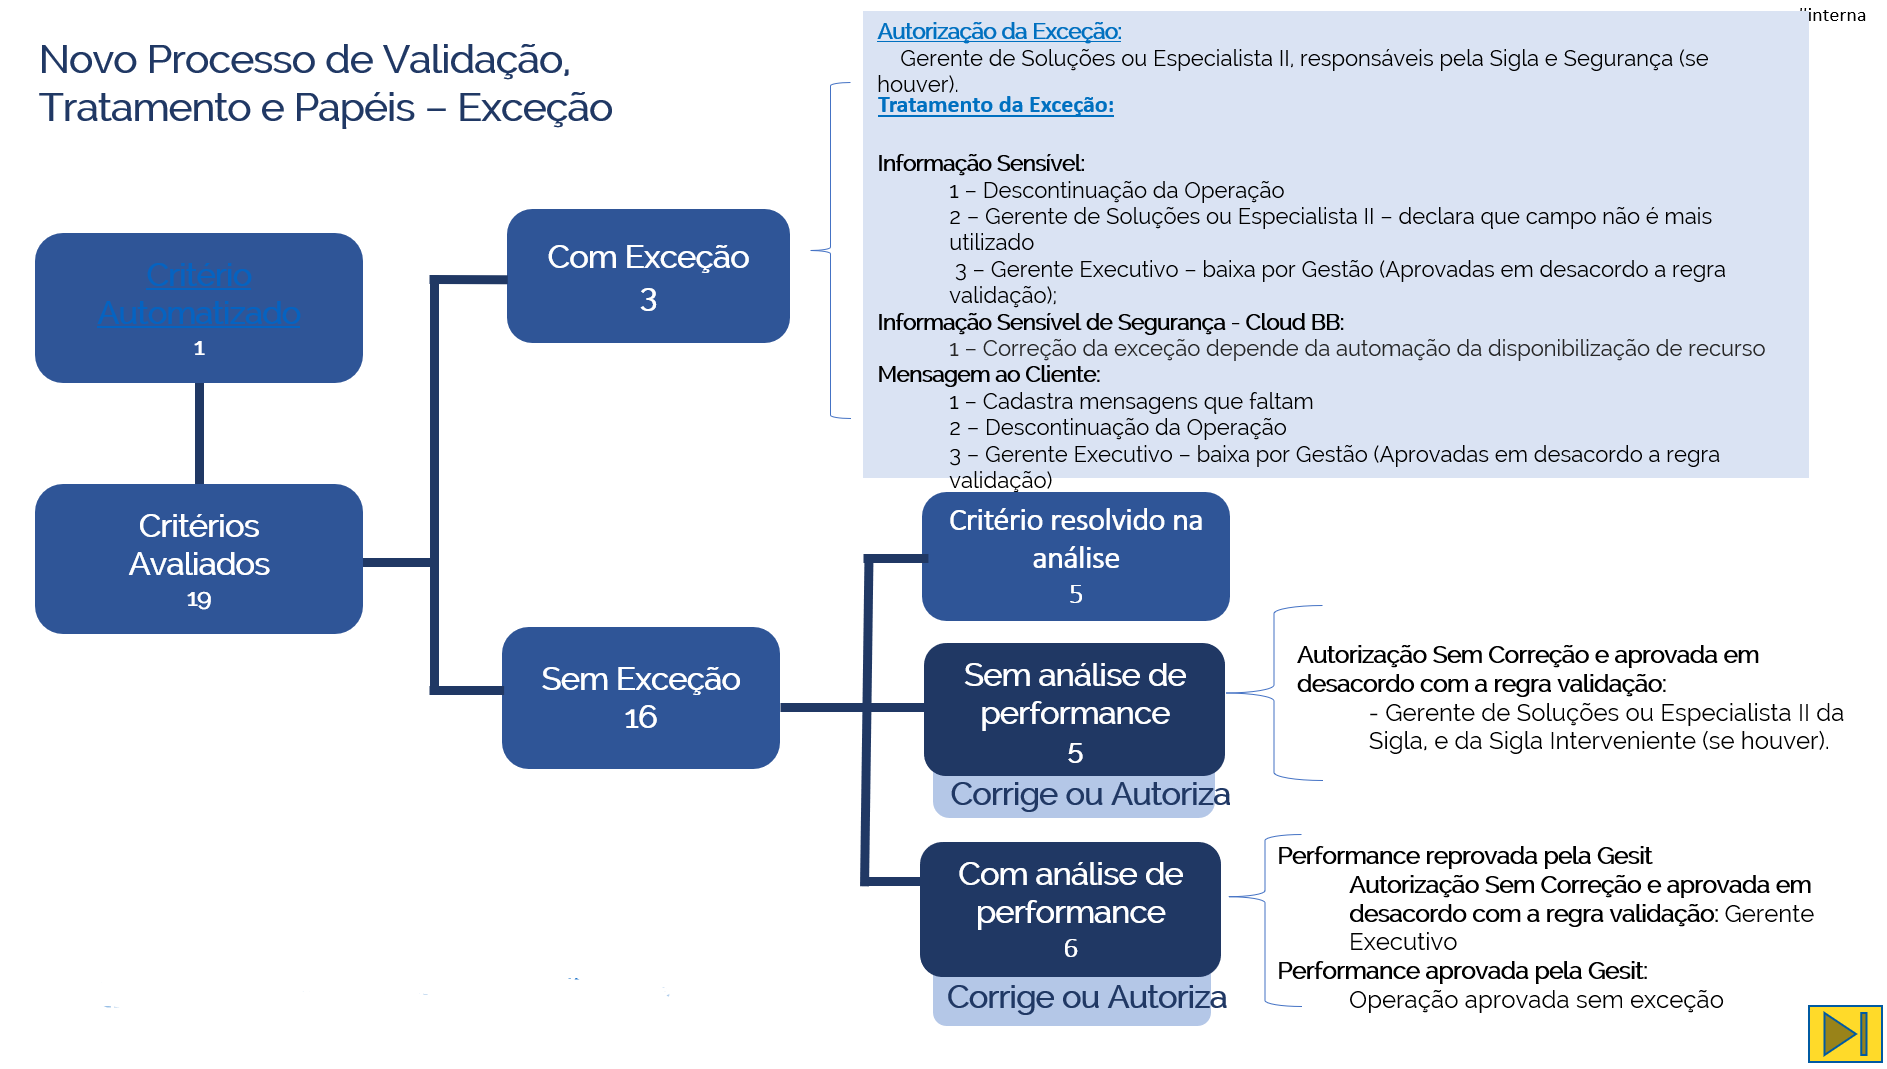 #interna
Novo Processo de Validação,
Tratamento e Papéis – Exceção
Autorização da Exceção:
Gerente de Soluções ou Especialista II, responsáveis pela Sigla e Segurança (se
houver).
Tratamento da Exceção:
Informação Sensível:
1 – Descontinuação da Operação
2 – Gerente de Soluções ou Especialista II – declara que campo não é mais
utilizado
3 – Gerente Executivo – baixa por Gestão (Aprovadas em desacordo a regra
validação);
Informação Sensível de Segurança - Cloud BB:
1 – Correção da exceção depende da automação da disponibilização de recurso
Mensagem ao Cliente:
1 – Cadastra mensagens que faltam
2 – Descontinuação da Operação
3 – Gerente Executivo – baixa por Gestão (Aprovadas em desacordo a regra
validação)
Critério
Automatizado
1
Critérios
Avaliados
19
Com Exceção
3
Sem Exceção
16
Critério resolvido na
análise
5
Sem análise de
performance
5
Corrige ou Autoriza
Autorização Sem Correção e aprovada em
desacordo com a regra validação:
- Gerente de Soluções ou Especialista II da
Sigla, e da Sigla Interveniente (se houver).
Com análise de
performance
6
Corrige ou Autoriza
Performance reprovada pela Gesit
Autorização Sem Correção e aprovada em
desacordo com a regra validação: Gerente
Executivo
Performance aprovada pela Gesit:
Operação aprovada sem exceção